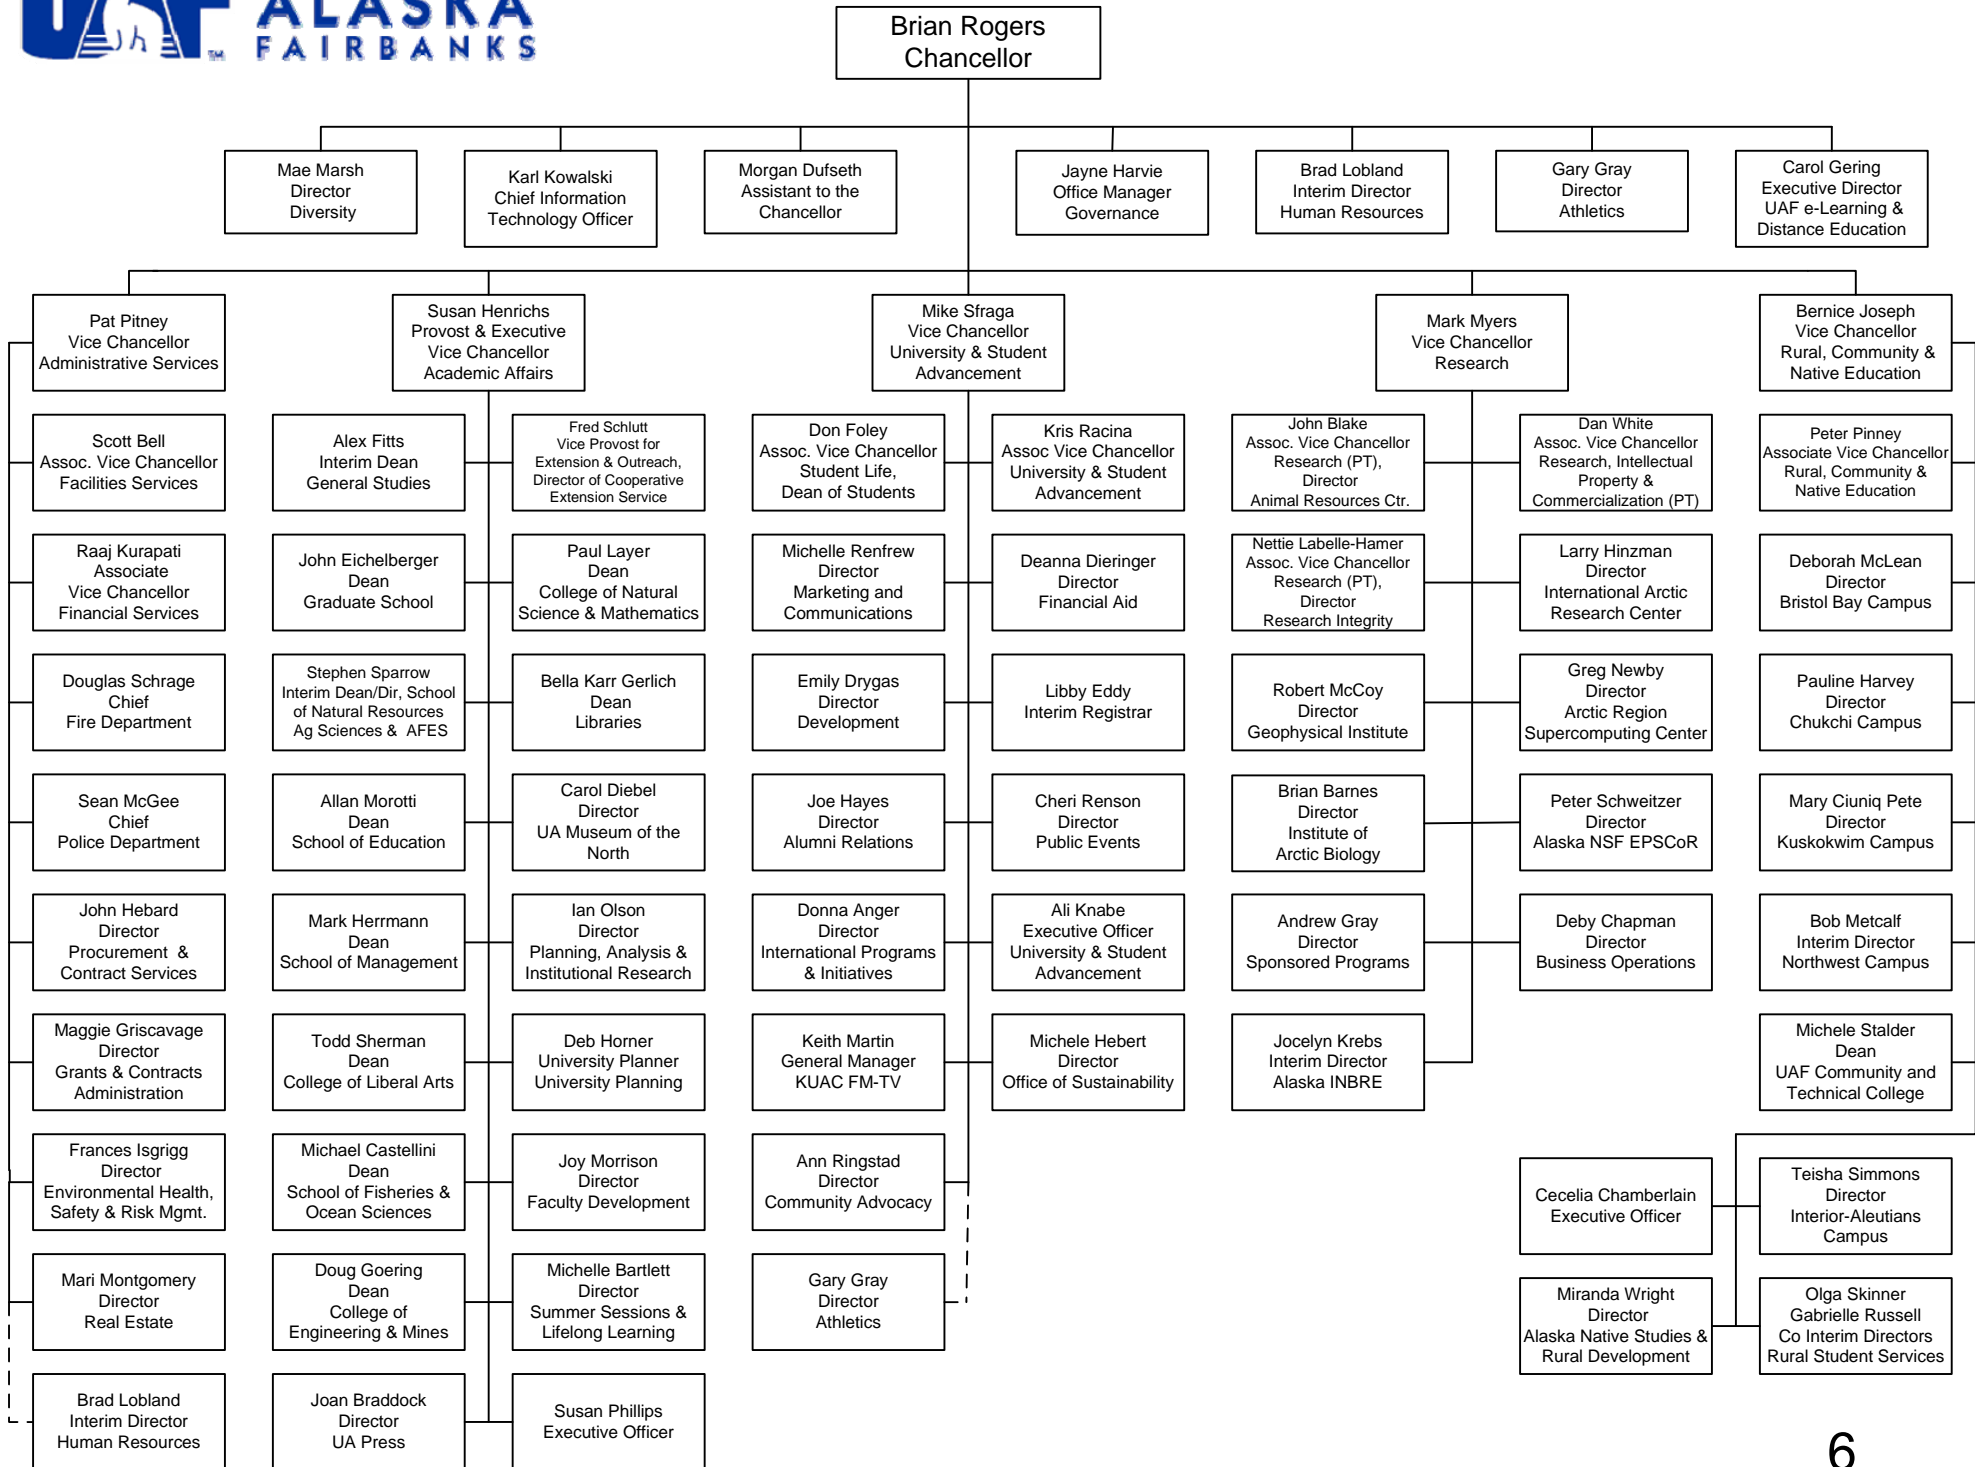 ALASKA
FAIRBANKS
TM
Brian Rogers
Chancellor
Mae Marsh
Director
Diversity
Karl Kowalski
Chief Information
Technology Officer
Morgan Dufseth
Assistant to the
Chancellor
Jayne Harvie
Office Manager
Governance
Brad Lobland
Interim Director
Human Resources
Gary Gray
Director
Athletics
Carol Gering
Executive Director
UAF e-Learning &
Distance Education
Pat Pitney
Vice Chancellor
Administrative Services
Susan Henrichs
Provost & Executive
Vice Chancellor
Academic Affairs
Mike Sfraga
Vice Chancellor
University & Student
Advancement
Mark Myers
Vice Chancellor
Research
Bernice Joseph
Vice Chancellor
Rural, Community &
Native Education
Scott Bell
Assoc. Vice Chancellor
Facilities Services
Alex Fitts
Interim Dean
General Studies
Fred Schlutt
Vice Provost for
Extension & Outreach,
Director of Cooperative
Extension Service
Don Foley
Assoc. Vice Chancellor
Student Life,
Dean of Students
Kris Racina
Assoc Vice Chancellor
University & Student
Advancement
John Blake
Assoc. Vice Chancellor
Research (PT),
Director
Animal Resources Ctr.
Dan White
Assoc. Vice Chancellor
Research, Intellectual
Property &
Commercialization (PT)
Peter Pinney
Associate Vice Chancellor
Rural, Community &
Native Education
Raaj Kurapati
Associate
Vice Chancellor
Financial Services
John Eichelberger
Dean
Graduate School
Paul Layer
Dean
College of Natural
Science & Mathematics
Michelle Renfrew
Director
Marketing and
Communications
Deanna Dieringer
Director
Financial Aid
Nettie Labelle-Hamer
Assoc. Vice Chancellor
Research (PT),
Director
Research Integrity
Larry Hinzman
Director
International Arctic
Research Center
Deborah McLean
Director
Bristol Bay Campus
Douglas Schrage
Chief
Fire Department
Stephen Sparrow
Interim Dean/Dir, School
of Natural Resources
Ag Sciences & AFES
Bella Karr Gerlich
Dean
Libraries
Emily Drygas
Director
Development
Libby Eddy
Interim Registrar
Robert McCoy
Director
Geophysical Institute
Greg Newby
Director
Arctic Region
Supercomputing Center
Pauline Harvey
Director
Chukchi Campus
Sean McGee
Chief
Police Department
Allan Morotti
Dean
School of Education
Carol Diebel
Director
UA Museum of the
North
Joe Hayes
Director
Alumni Relations
Cheri Renson
Director
Public Events
Brian Barnes
Director
Institute of
Arctic Biology
Peter Schweitzer
Director
Alaska NSF EPSCoR
Mary Ciuniq Pete
Director
Kuskokwim Campus
John Hebard
Director
Procurement &
Contract Services
Mark Herrmann
Dean
School of Management
Ian Olson
Director
Planning, Analysis &
Institutional Research
Donna Anger
Director
International Programs
& Initiatives
Ali Knabe
Executive Officer
University & Student
Advancement
Andrew Gray
Director
Sponsored Programs
Deby Chapman
Director
Business Operations
Bob Metcalf
Interim Director
Northwest Campus
Maggie Griscavage
Director
Grants & Contracts
Administration
Todd Sherman
Dean
College of Liberal Arts
Deb Horner
University Planner
University Planning
Keith Martin
General Manager
KUAC FM-TV
Michele Hebert
Director
Office of Sustainability
Jocelyn Krebs
Interim Director
Alaska INBRE
Michele Stalder
Dean
UAF Community and
Technical College
Frances Isgrigg
Director
Environmental Health,
Safety & Risk Mgmt.
Michael Castellini
Dean
School of Fisheries &
Ocean Sciences
Joy Morrison
Director
Faculty Development
Ann Ringstad
Director
Community Advocacy
Cecelia Chamberlain
Executive Officer
Teisha Simmons
Director
Interior-Aleutians
Campus
Mari Montgomery
Director
Real Estate
Doug Goering
Dean
College of
Engineering & Mines
Michelle Bartlett
Director
Summer Sessions &
Lifelong Learning
Gary Gray
Director
Athletics
Miranda Wright
Director
Alaska Native Studies &
Rural Development
Olga Skinner
Gabrielle Russell
Co Interim Directors
Rural Student Services
Brad Lobland
Interim Director
Human Resources
Joan Braddock
Director
UA Press
Susan Phillips
Executive Officer
6